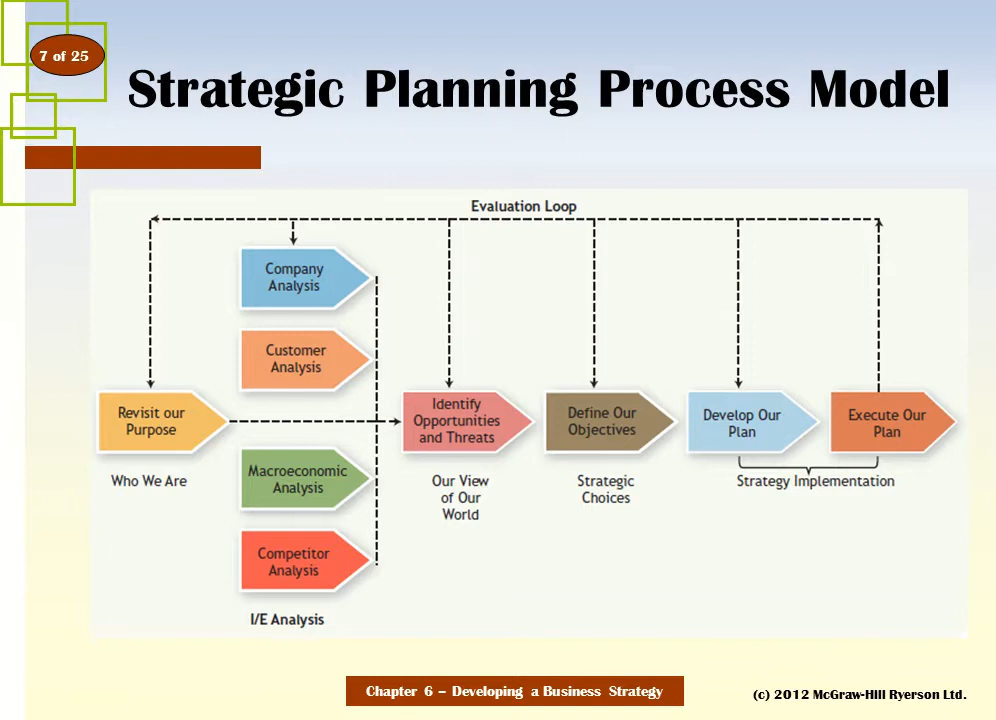 7 of 25
Strategic Planning Process Model
Evaluation Loop
Company
Analysis
Customer
Analysis
Revisit our
Purpose
Who We Are
Macroeconomic
Analysis
Competitor
Analysis
I/E Analysis
Identify
Opportunities
and Threats
Our View
of Our
World
Define Our
Objectives
Strategic
Choices
Develop Our
Plan
Execute Our
Plan
Strategy Implementation
Chapter 6 – Developing a Business Strategy
(c) 2012 McGraw-Hill Ryerson Ltd.